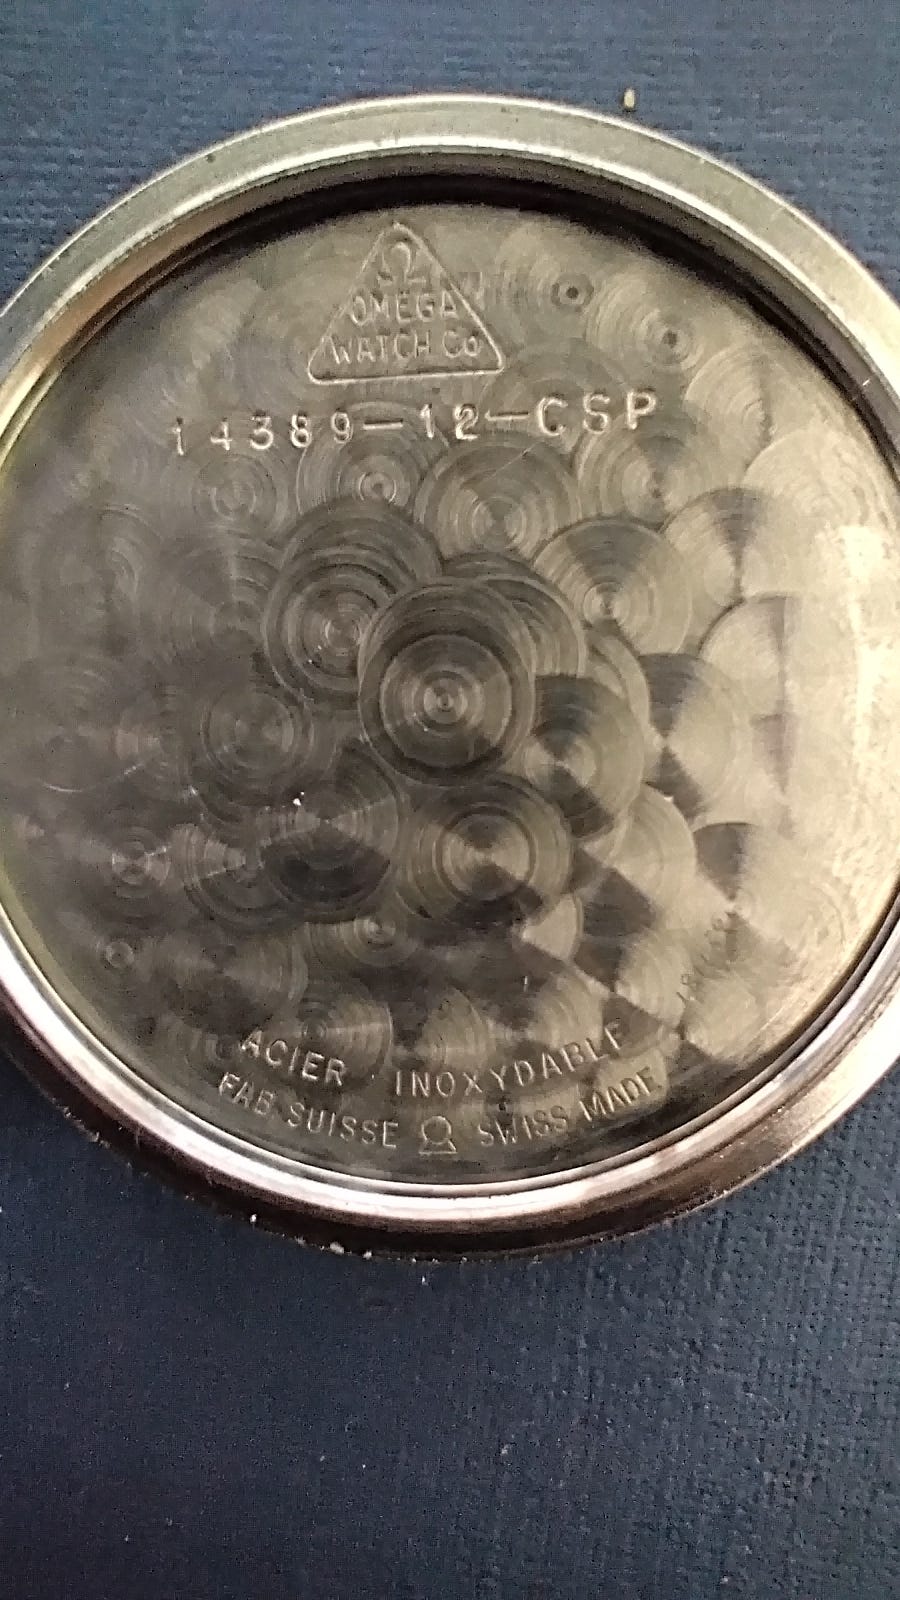 Ω
OMEGA
WATCH Co
14389-12-CSP
ACIER INOXYDABLE
FAB. SUISSE Ω SWISS MADE